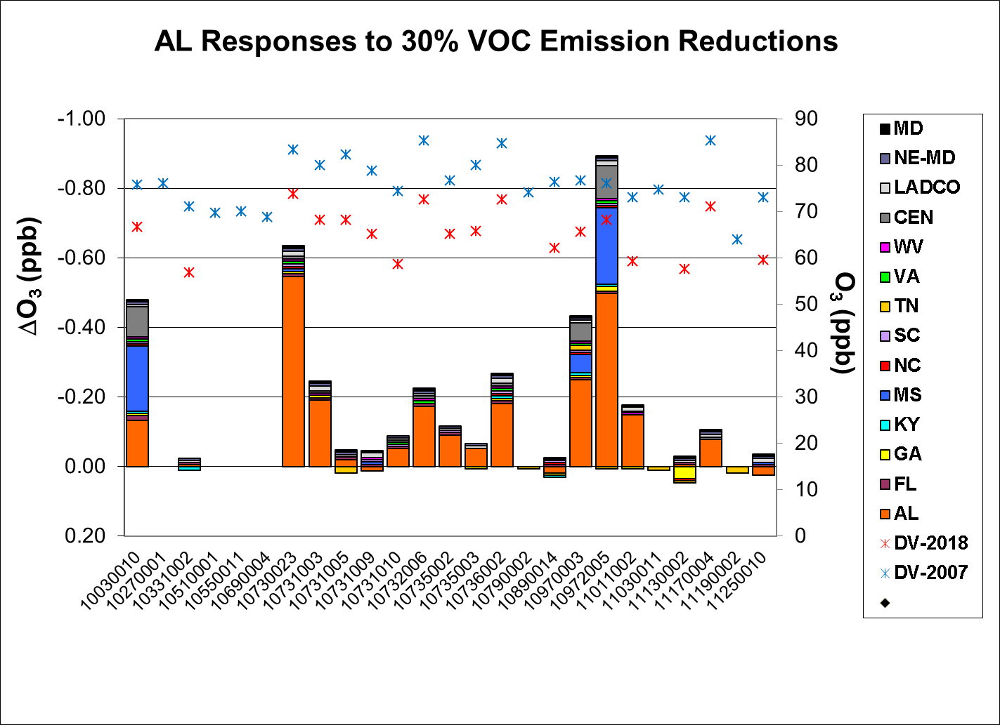 AL Responses to 30% VOC Emission Reductions
-1.00
-0.80
-0.60
-0.40
-0.20
0.00
0.20
ΔO3 (ppb)
90
80
70
60
50
40
30
20
10
0
O3 (ppb)
10030010
10270001
10331002
10510001
10550011
10690004
10730023
10731003
10731005
10731009
10731010
10732006
10735002
10735003
10736002
10790002
10890014
10970003
10972005
11011002
11030011
11130002
11170004
11190002
11250010
MD
NE-MD
LADCO
CEN
WV
VA
TN
SC
NC
MS
KY
GA
FL
AL
DV-2018
DV-2007